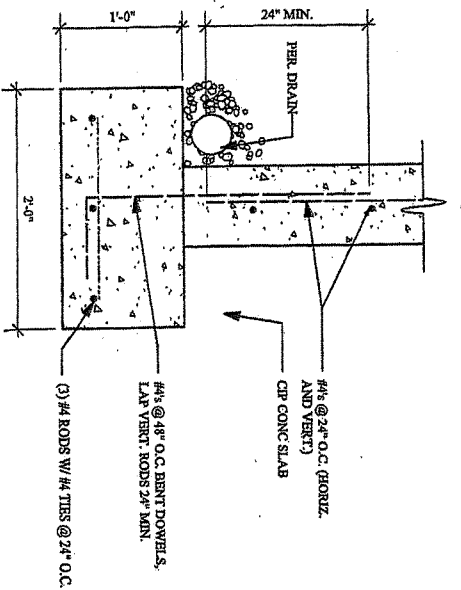 1'-0"
24" MIN.
PER. DRAIN
2'-0"
#4's @ 24" O.C. (HORIZ.
AND VERT.)
CIP CONC SLAB
#4's @ 48" O.C. BENT DOWELS,
LAP VERT. RODS 24" MIN.
(3) #4 RODS W/ #4 TIES @ 24" O.C.